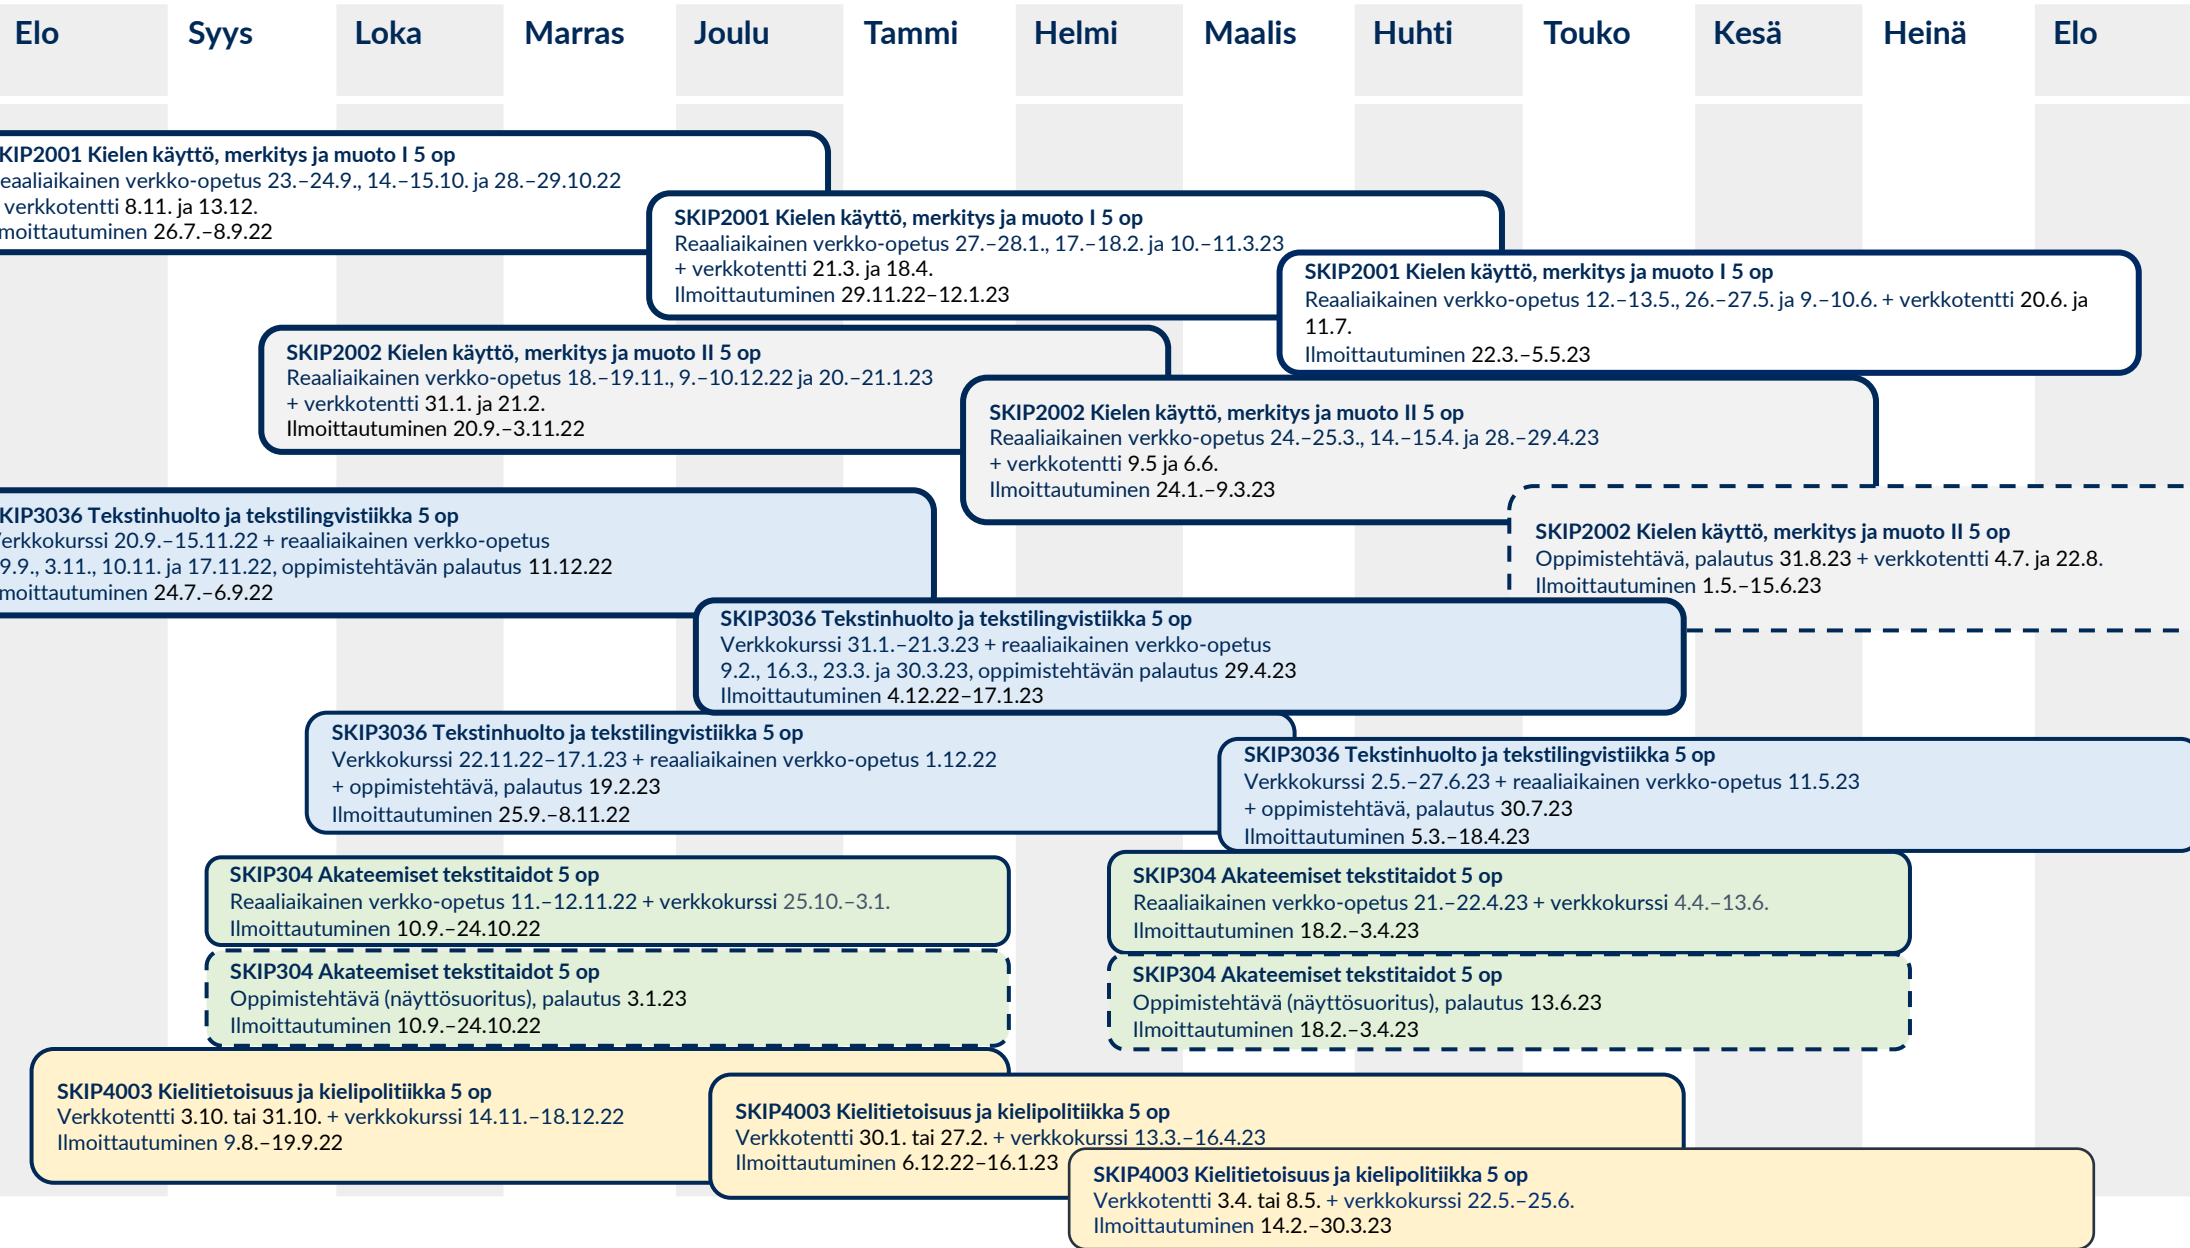 Elo Syys Loka Marras Joulu Tammi Helmi Maalis Huhti Touko Kesä Heinä Elo
KIP2001 Kielen käyttö, merkitys ja muoto I 5 op
eaaliaikainen verkko-opetus 23.–24.9., 14.–15.10. ja 28.–29.10.22
verkkotentti 8.11. ja 13.12.
moittautuminen 26.7.–8.9.22
SKIP2001 Kielen käyttö, merkitys ja muoto I 5 op
Reaaliaikainen verkko-opetus 27.–28.1., 17.–18.2. ja 10.–11.3.23
+ verkkotentti 21.3. ja 18.4.
Ilmoittautuminen 29.11.22–12.1.23
SKIP2001 Kielen käyttö, merkitys ja muoto I 5 op
Reaaliaikainen verkko-opetus 12.–13.5., 26.–27.5. ja 9.–10.6. + verkkotentti 20.6. ja
11.7.
Ilmoittautuminen 22.3.–5.5.23
SKIP2002 Kielen käyttö, merkitys ja muoto II 5 op
Reaaliaikainen verkko-opetus 18.–19.11., 9.–10.12.22 ja 20.–21.1.23
+ verkkotentti 31.1. ja 21.2.
Ilmoittautuminen 20.9.–3.11.22
SKIP2002 Kielen käyttö, merkitys ja muoto II 5 op
Reaaliaikainen verkko-opetus 24.–25.3., 14.–15.4. ja 28.–29.4.23
+ verkkotentti 9.5 ja 6.6.
Ilmoittautuminen 24.1.–9.3.23
SKIP2002 Kielen käyttö, merkitys ja muoto II 5 op
Oppimistehtävä, palautus 31.8.23 + verkkotentti 4.7. ja 22.8.
Ilmoittautuminen 1.5.–15.6.23
KIP3036 Tekstinhuolto ja tekstilingvistiikka 5 op
erkkokurssi 20.9.–15.11.22 + reaaliaikainen verkko-opetus
9.9., 3.11., 10.11. ja 17.11.22, oppimistehtävän palautus 11.12.22
moittautuminen 24.7.–6.9.22
SKIP3036 Tekstinhuolto ja tekstilingvistiikka 5 op
Verkkokurssi 31.1.–21.3.23 + reaaliaikainen verkko-opetus
9.2., 16.3., 23.3. ja 30.3.23, oppimistehtävän palautus 29.4.23
Ilmoittautuminen 4.12.22–17.1.23
SKIP3036 Tekstinhuolto ja tekstilingvistiikka 5 op
Verkkokurssi 22.11.22–17.1.23 + reaaliaikainen verkko-opetus 1.12.22
+ oppimistehtävä, palautus 19.2.23
Ilmoittautuminen 25.9.–8.11.22
SKIP3036 Tekstinhuolto ja tekstilingvistiikka 5 op
Verkkokurssi 2.5.–27.6.23 + reaaliaikainen verkko-opetus 11.5.23
+ oppimistehtävä, palautus 30.7.23
Ilmoittautuminen 5.3.–18.4.23
SKIP304 Akateemiset tekstitaidot 5 op
Reaaliaikainen verkko-opetus 11.–12.11.22 + verkkokurssi 25.10.–3.1.
Ilmoittautuminen 10.9.–24.10.22
SKIP304 Akateemiset tekstitaidot 5 op
Reaaliaikainen verkko-opetus 21.–22.4.23 + verkkokurssi 4.4.–13.6.
Ilmoittautuminen 18.2.–3.4.23
SKIP304 Akateemiset tekstitaidot 5 op
Oppimistehtävä (näyttösuoritus), palautus 3.1.23
Ilmoittautuminen 10.9.–24.10.22
SKIP304 Akateemiset tekstitaidot 5 op
Oppimistehtävä (näyttösuoritus), palautus 13.6.23
Ilmoittautuminen 18.2.–3.4.23
SKIP4003 Kielitietoisuus ja kielipolitiikka 5 op
Verkkotentti 3.10. tai 31.10. + verkkokurssi 14.11.–18.12.22
Ilmoittautuminen 9.8.–19.9.22
SKIP4003 Kielitietoisuus ja kielipolitiikka 5 op
Verkkotentti 30.1. tai 27.2. + verkkokurssi 13.3.–16.4.23
Ilmoittautuminen 6.12.22–16.1.23
SKIP4003 Kielitietoisuus ja kielipolitiikka 5 op
Verkkotentti 3.4. tai 8.5. + verkkokurssi 22.5.–25.6.
Ilmoittautuminen 14.2.–30.3.23